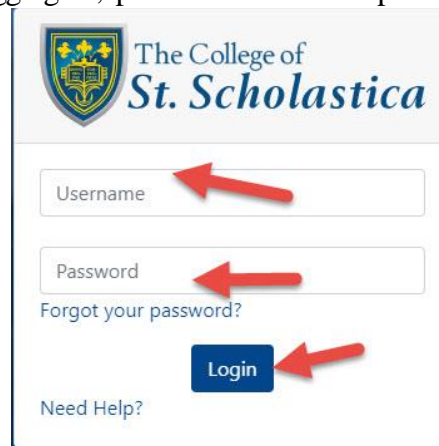 The College of
St. Scholastica
Username
Password
Forgot your password?
Login
Need Help?